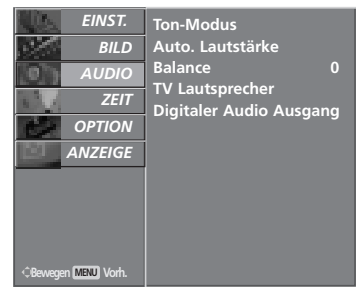 EINST.
BILD
AUDIO
ZEIT
OPTION
ANZEIGE
Ton-Modus
Auto. Lautstärke
Balance 0
TV Lautsprecher
Digitaler Audio Ausgang
Bewegen MENU Vorh.